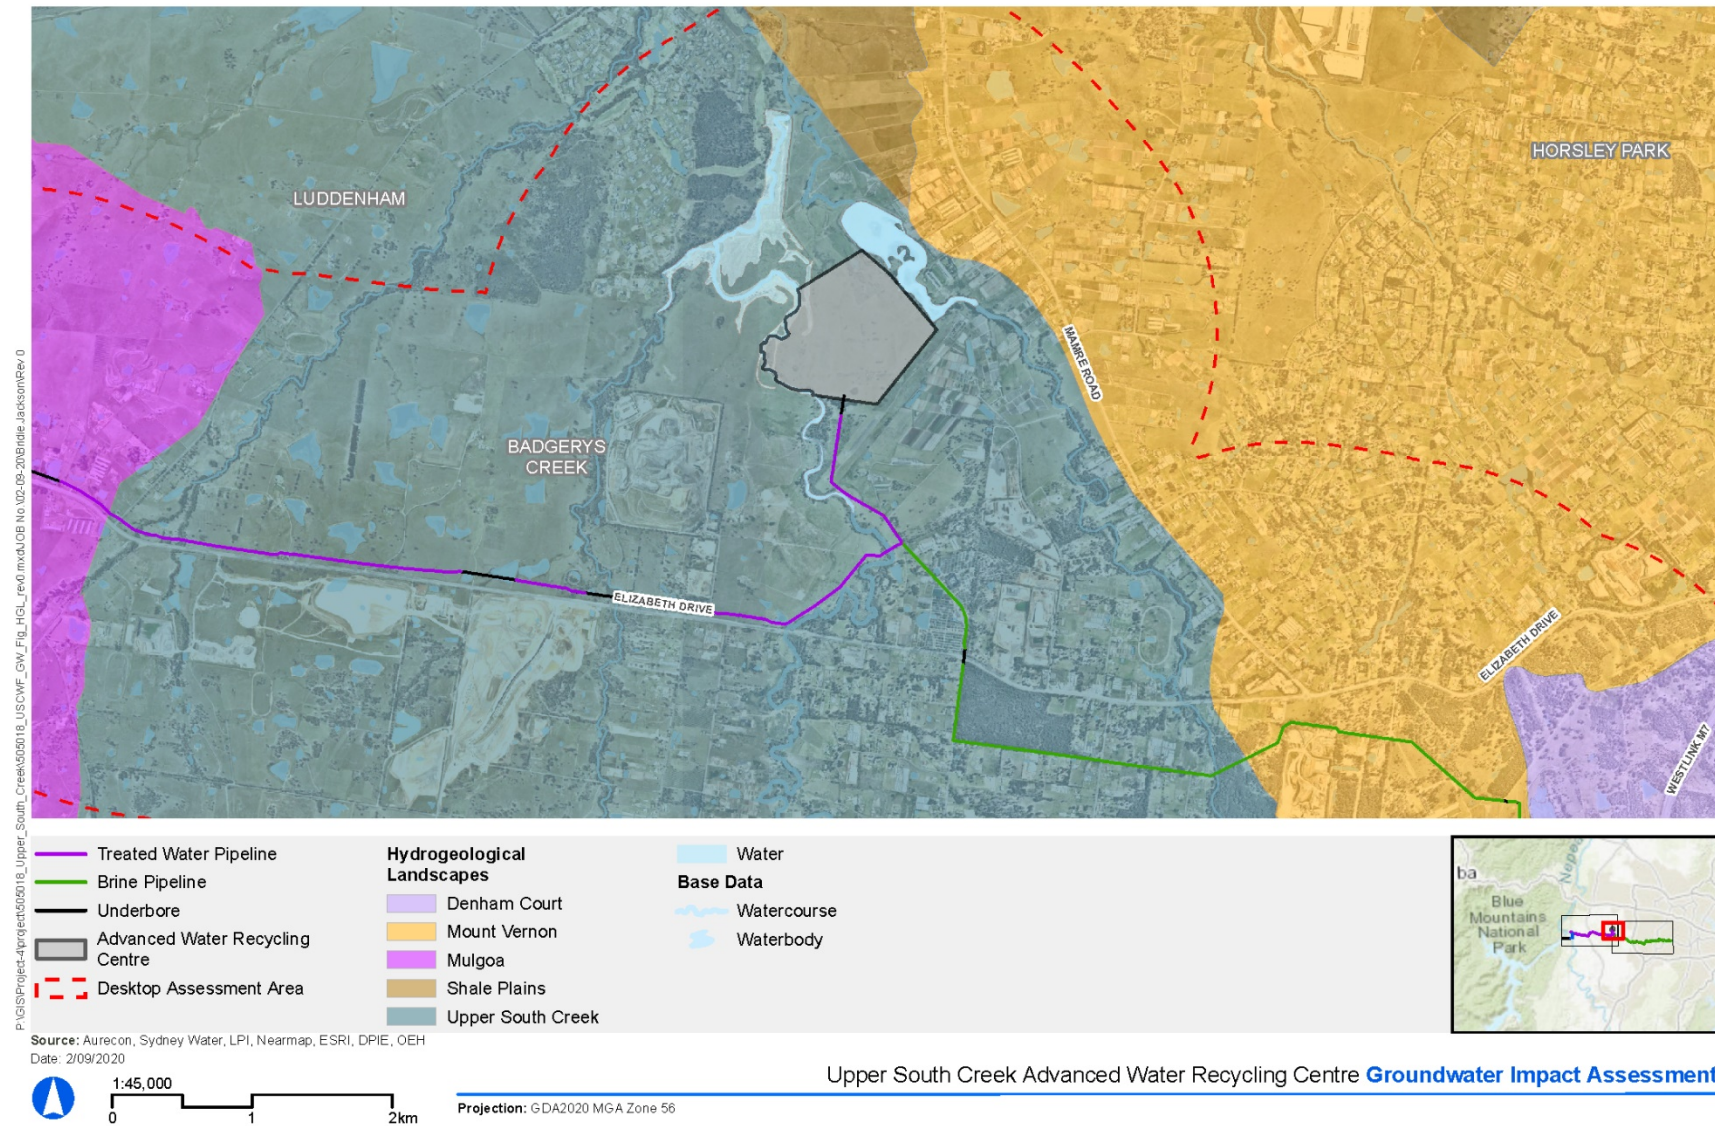 LUDDENHAM
HORSLEY PARK
MAMRE ROAD
BADGERYS
CREEK
ELIZABETH DRIVE
ELIZABETH DRIVE
WESTLINK M7
Treated Water Pipeline
Brine Pipeline
Underbore
Advanced Water Recycling
Centre
Desktop Assessment Area
Hydrogeological
Landscapes
Denham Court
Mount Vernon
Mulgoa
Shale Plains
Upper South Creek
Water
Base Data
Watercourse
Waterbody
ba
Blue
Mountains
National
Park
Source: Aurecon, Sydney Water, LPI, Nearmap, ESRI, DPIE, OEH
Date: 2/09/2020
1:45,000
0 1 2km
Projection: GDA2020 MGA Zone 56
Upper South Creek Advanced Water Recycling Centre Groundwater Impact Assessment